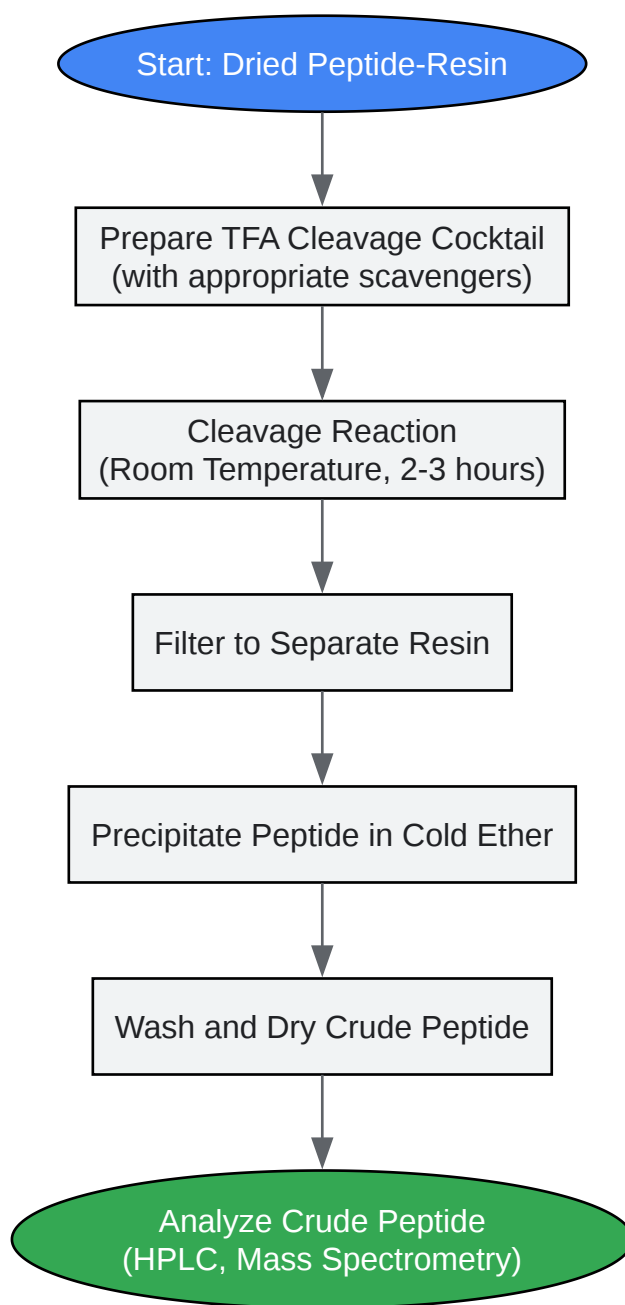 Start: Dried Peptide-Resin
Prepare TFA Cleavage Cocktail
(with appropriate scavengers)
Cleavage Reaction
(Room Temperature, 2-3 hours)
Filter to Separate Resin
Precipitate Peptide in Cold Ether
Wash and Dry Crude Peptide
Analyze Crude Peptide
(HPLC, Mass Spectrometry)